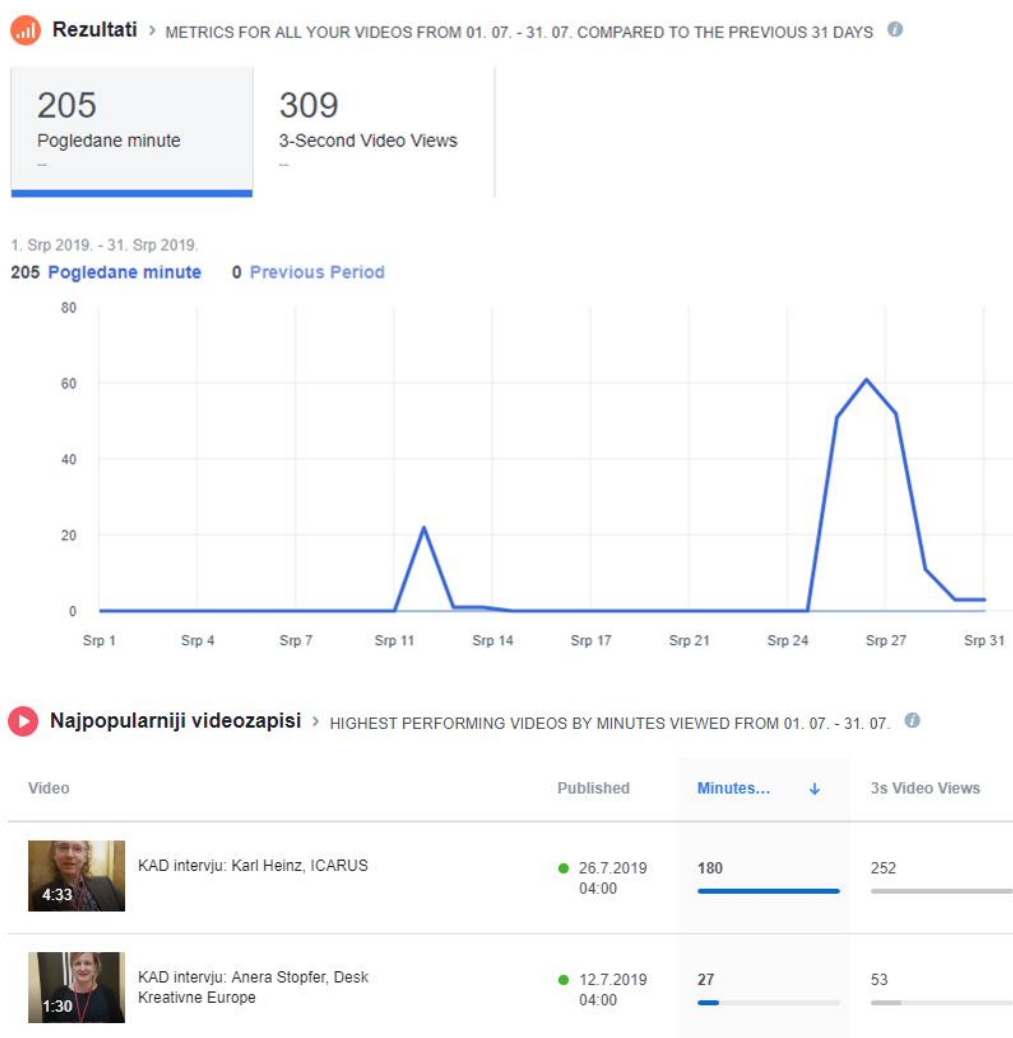 Rezultati > METRICS FOR ALL YOUR VIDEOS FROM 01. 07. - 31. 07. COMPARED TO THE PREVIOUS 31 DAYS
205 309
Pogledane minute 3-Second Video Views
-- --
1. Srp 2019. - 31. Srp 2019.
205 Pogledane minute 0 Previous Period
80
60
40
20
0
Srp 1 Srp 4 Srp 7 Srp 11 Srp 14 Srp 17 Srp 21 Srp 24 Srp 27 Srp 31
Najpopularniji videozapisi > HIGHEST PERFORMING VIDEOS BY MINUTES VIEWED FROM 01. 07. - 31. 07.
Video Published Minutes... ↓ 3s Video Views
KAD intervju: Karl Heinz, ICARUS 26.7.2019 180 252
4:33 04:00
KAD intervju: Anera Stopfer, Desk 12.7.2019 27 53
1:30 Kreativne Europe 04:00